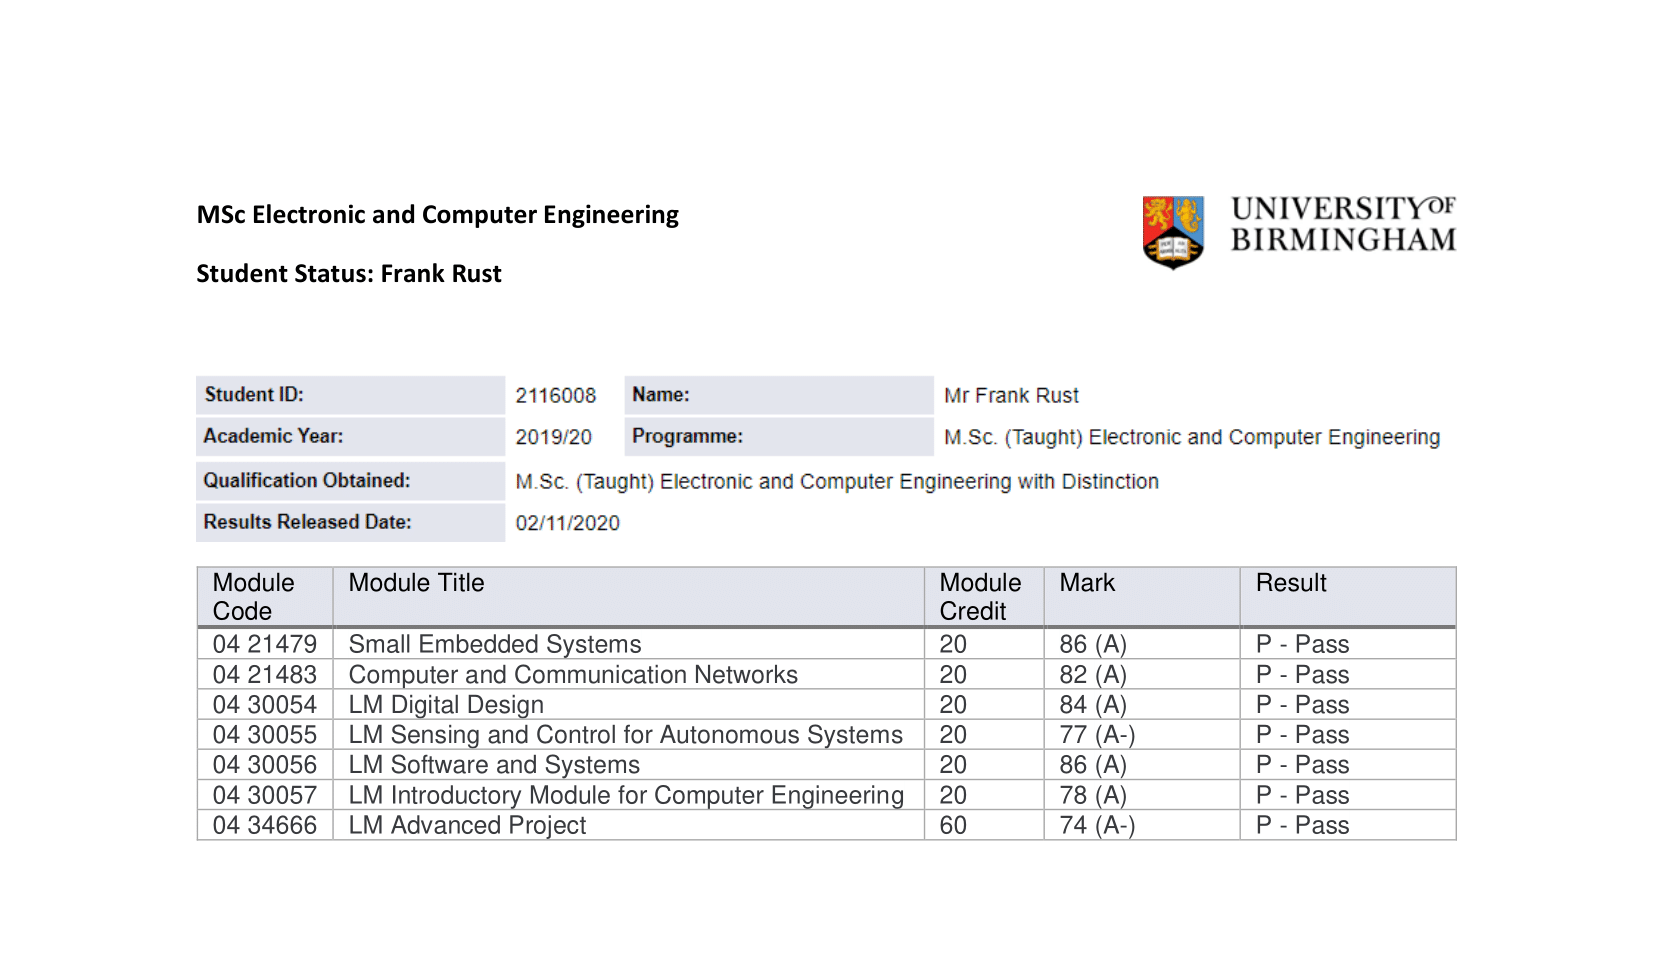 MSc Electronic and Computer Engineering
UNIVERSITY OF
BIRMINGHAM
Student Status: Frank Rust
Student ID: 2116008 Name: Mr Frank Rust
Academic Year: 2019/20 Programme: M.Sc. (Taught) Electronic and Computer Engineering
Qualification Obtained: M.Sc. (Taught) Electronic and Computer Engineering with Distinction
Results Released Date: 02/11/2020
Module Code Module Title Module Credit Mark Result
04 21479 Small Embedded Systems 20 86 (A) P - Pass
04 21483 Computer and Communication Networks 20 82 (A) P - Pass
04 30054 LM Digital Design 20 84 (A) P - Pass
04 30055 LM Sensing and Control for Autonomous Systems 20 77 (A-) P - Pass
04 30056 LM Software and Systems 20 86 (A) P - Pass
04 30057 LM Introductory Module for Computer Engineering 20 78 (A) P - Pass
04 34666 LM Advanced Project 60 74 (A-) P - Pass